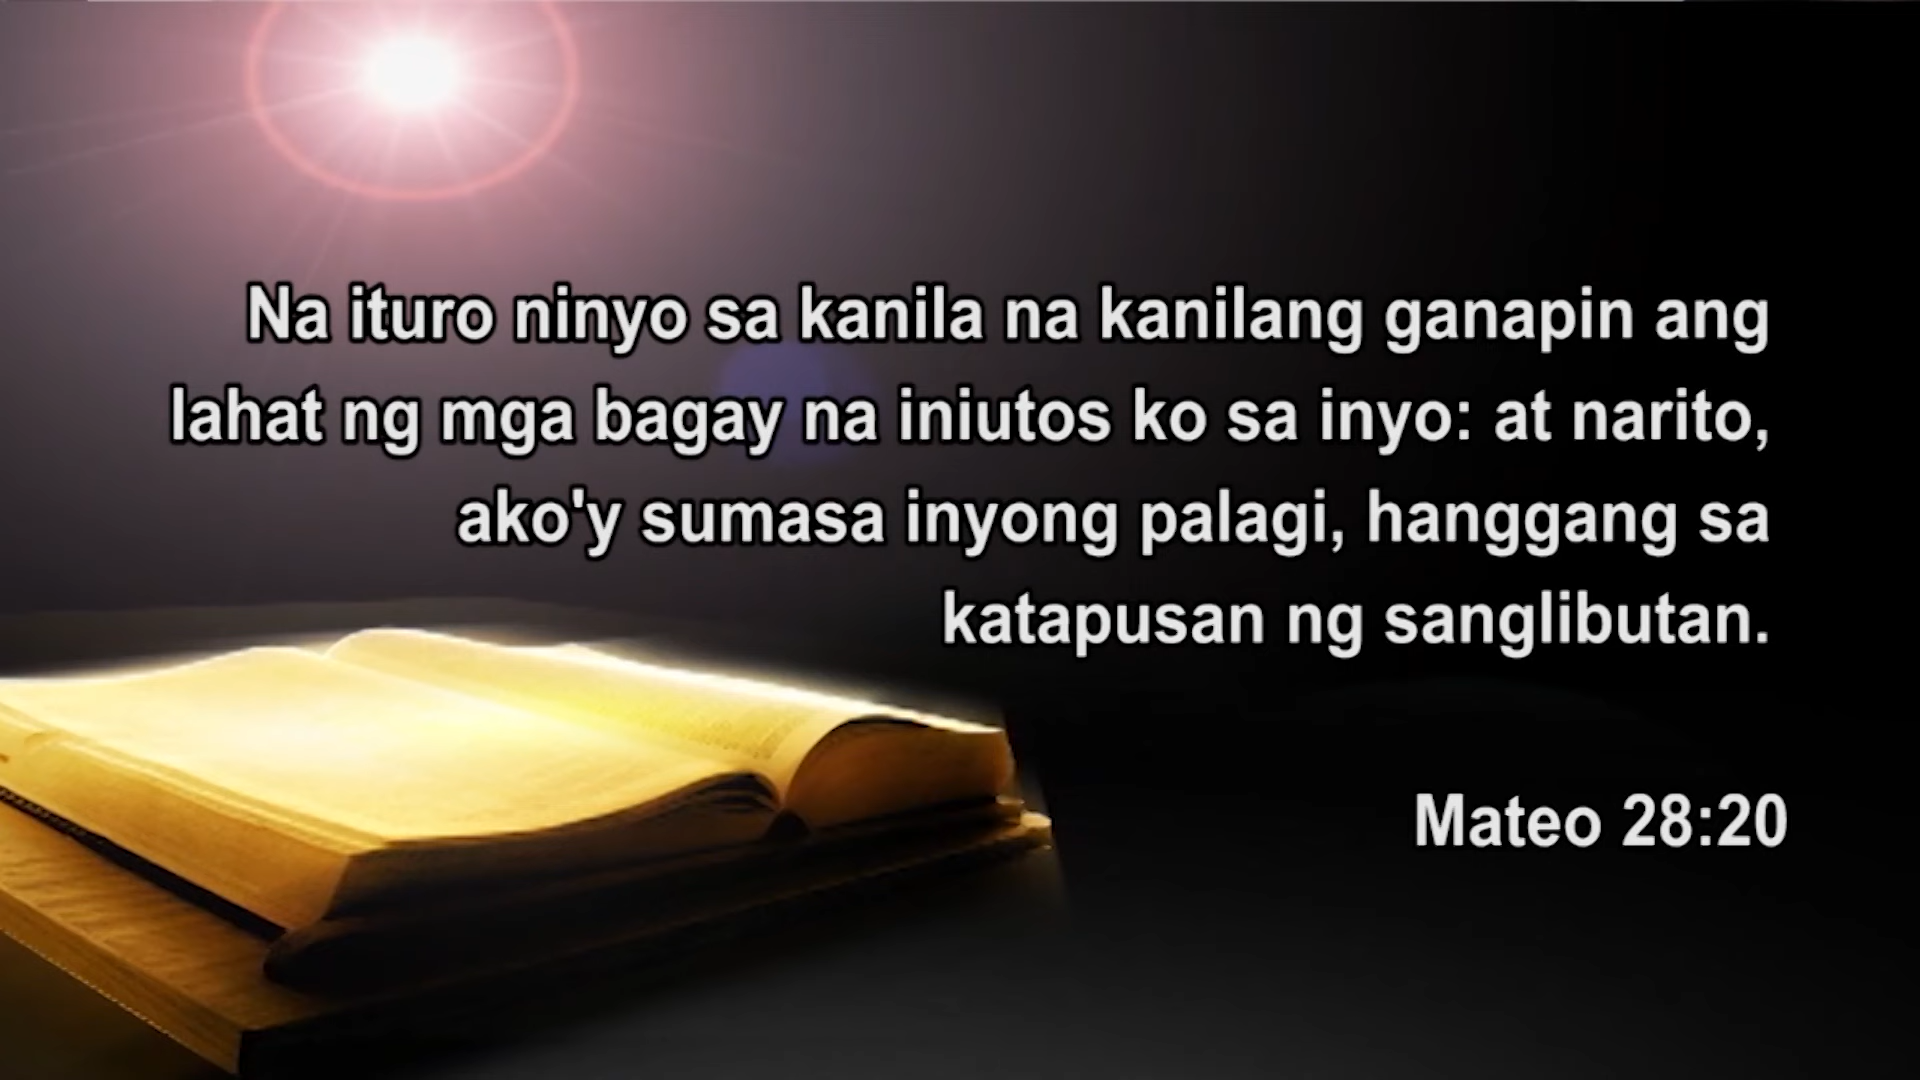 Na ituro ninyo sa kanila na kanilang ganapin ang
lahat ng mga bagay na iniutos ko sa inyo: at narito,
ako'y sumasa inyong palagi, hanggang sa
katapusan ng sanglibutan.
Mateo 28:20